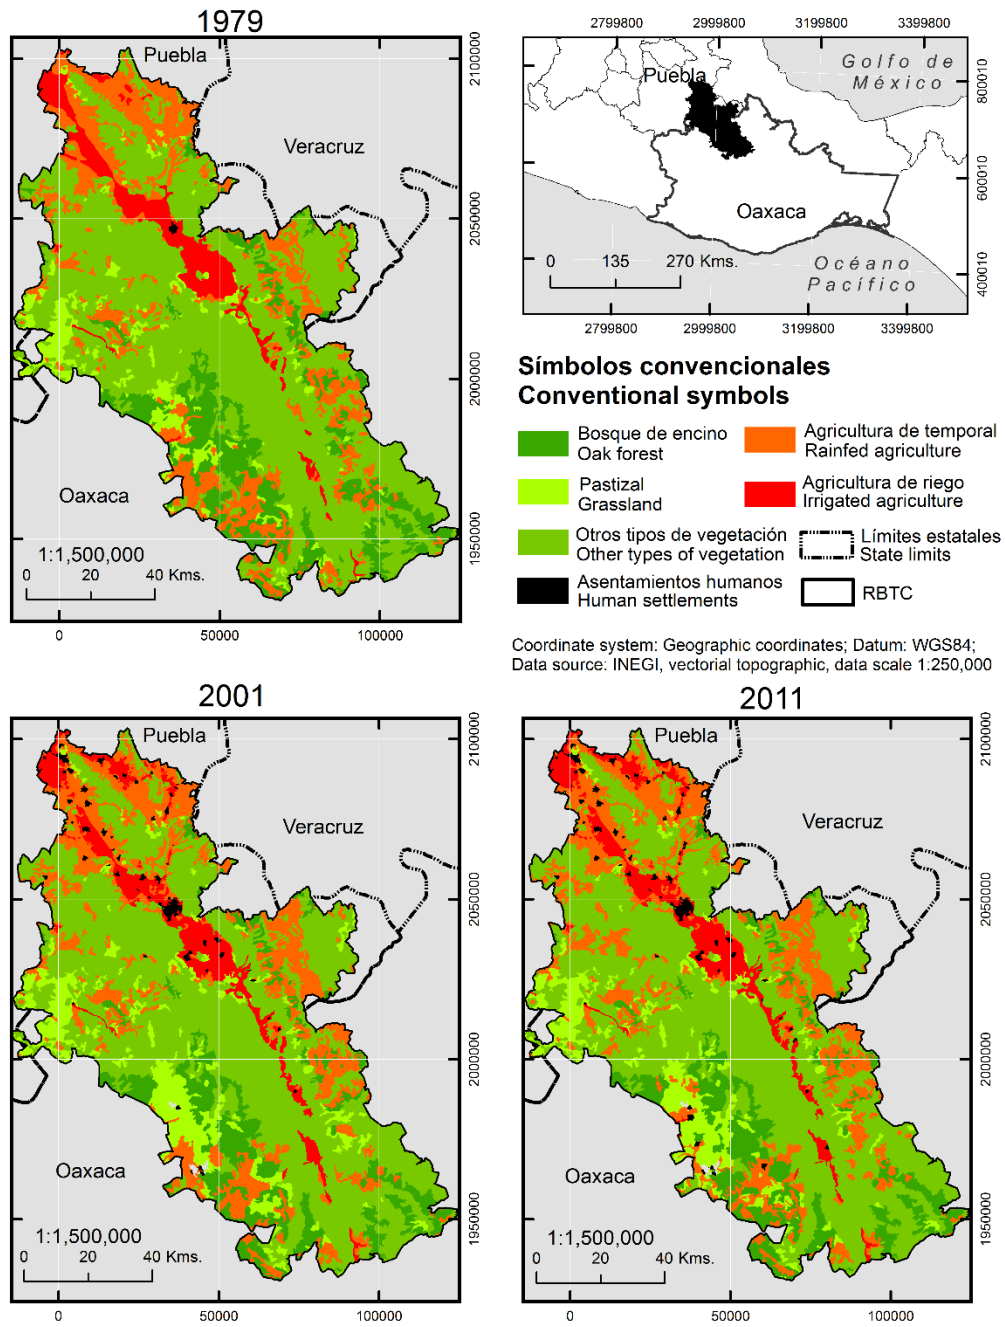 1979
Puebla
Veracruz
Oaxaca
1:1,500,000
0 20 40 Kms.
0 50000 100000
2100000
2050000
2000000
1950000
2799800 2999800 3199800 3399800
Golfo de
México
Puebla
Oaxaca
0 135 270 Kms.
Océano
Pacífico
800010
600010
400010
2799800 2999800 3199800 3399800
Símbolos convencionales
Conventional symbols
Bosque de encino
Oak forest
Pastizal
Grassland
Otros tipos de vegetación
Other types of vegetation
Asentamientos humanos
Human settlements
Agricultura de temporal
Rainfed agriculture
Agricultura de riego
Irrigated agriculture
Límites estatales
State limits
RBTC
Coordinate system: Geographic coordinates; Datum: WGS84;
Data source: INEGI, vectorial topographic, data scale 1:250,000
2001
Puebla
Veracruz
Oaxaca
1:1,500,000
0 20 40 Kms.
0 50000 100000
2100000
2050000
2000000
1950000
2011
Puebla
Veracruz
Oaxaca
1:1,500,000
0 20 40 Kms.
0 50000 100000
2100000
2050000
2000000
1950000